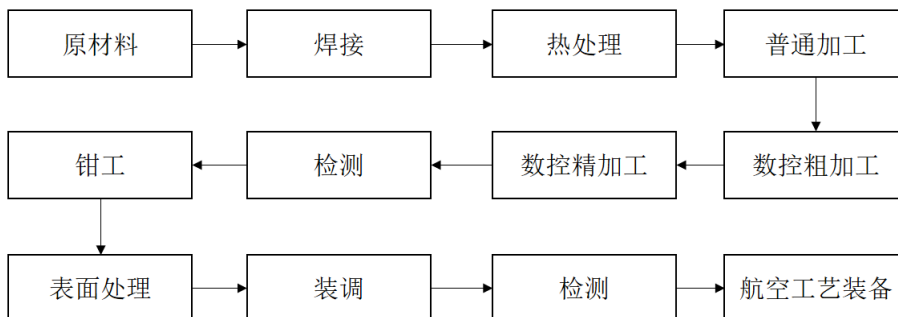 原材料
焊接
热处理
普通加工
钳工
检测
数控精加工
数控粗加工
表面处理
装调
检测
航空工艺装备